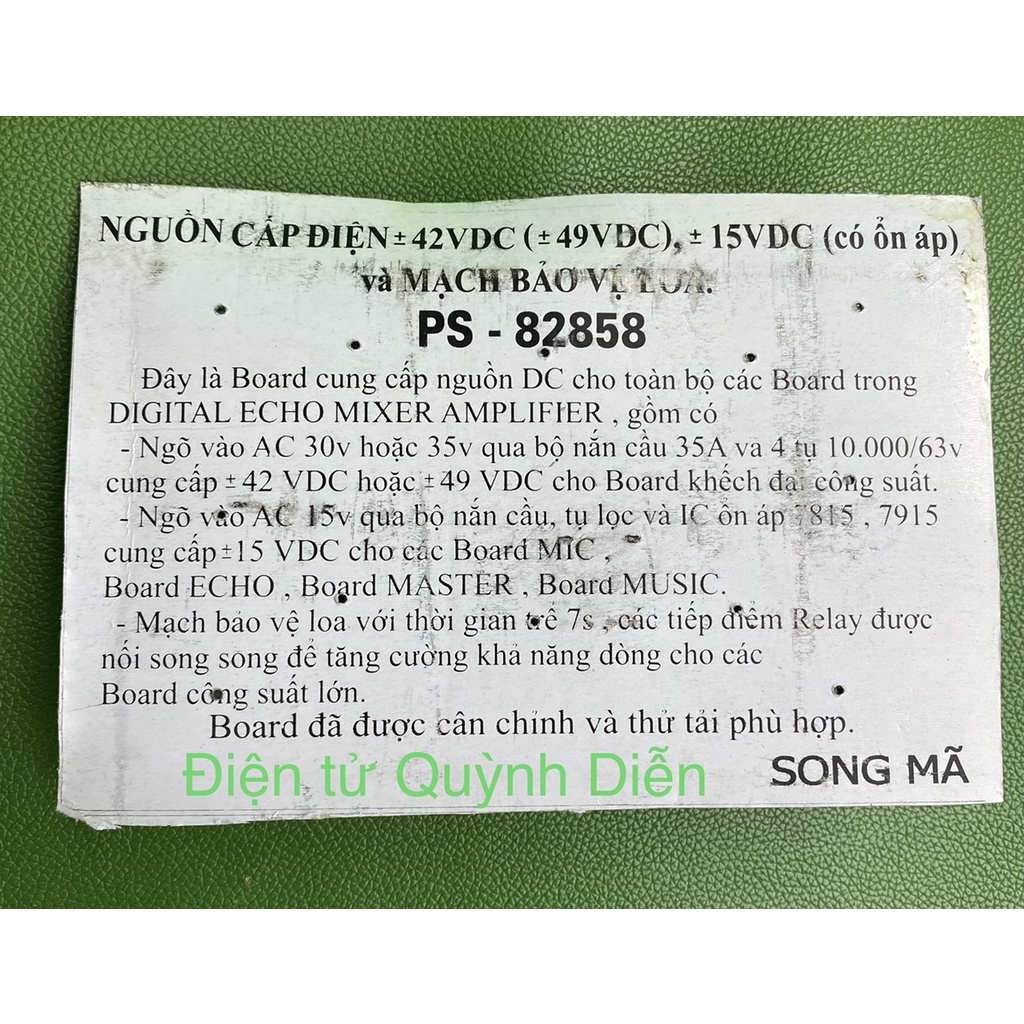 NGUỒN CẤP ĐIỆN ± 42VDC ( ± 49VDC), ± 15VDC (có ổn áp)
và MẠCH BẢO VỆ LOA.
PS - 82858
Đây là Board cung cấp nguồn DC cho toàn bộ các Board trong
DIGITAL ECHO MIXER AMPLIFIER , gồm có
- Ngõ vào AC 30v hoặc 35v qua bộ nắn cầu 35A và 4 tụ 10.000/63v
cung cấp ± 42 VDC hoặc ± 49 VDC cho Board khếch đại công suất.
- Ngõ vào AC 15v qua bộ nắn cầu, tụ lọc và IC ổn áp 7815 , 7915
cung cấp ±15 VDC cho các Board MIC ,
Board ECHO , Board MASTER , Board MUSIC.
- Mạch bảo vệ loa với thời gian trể 7s , các tiếp điểm Relay được
nối song song để tăng cường khả năng dòng cho các
Board công suất lớn.
Board đã được cân chỉnh và thử tải phù hợp.
Điện tử Quỳnh Diễn
SONG MÃ